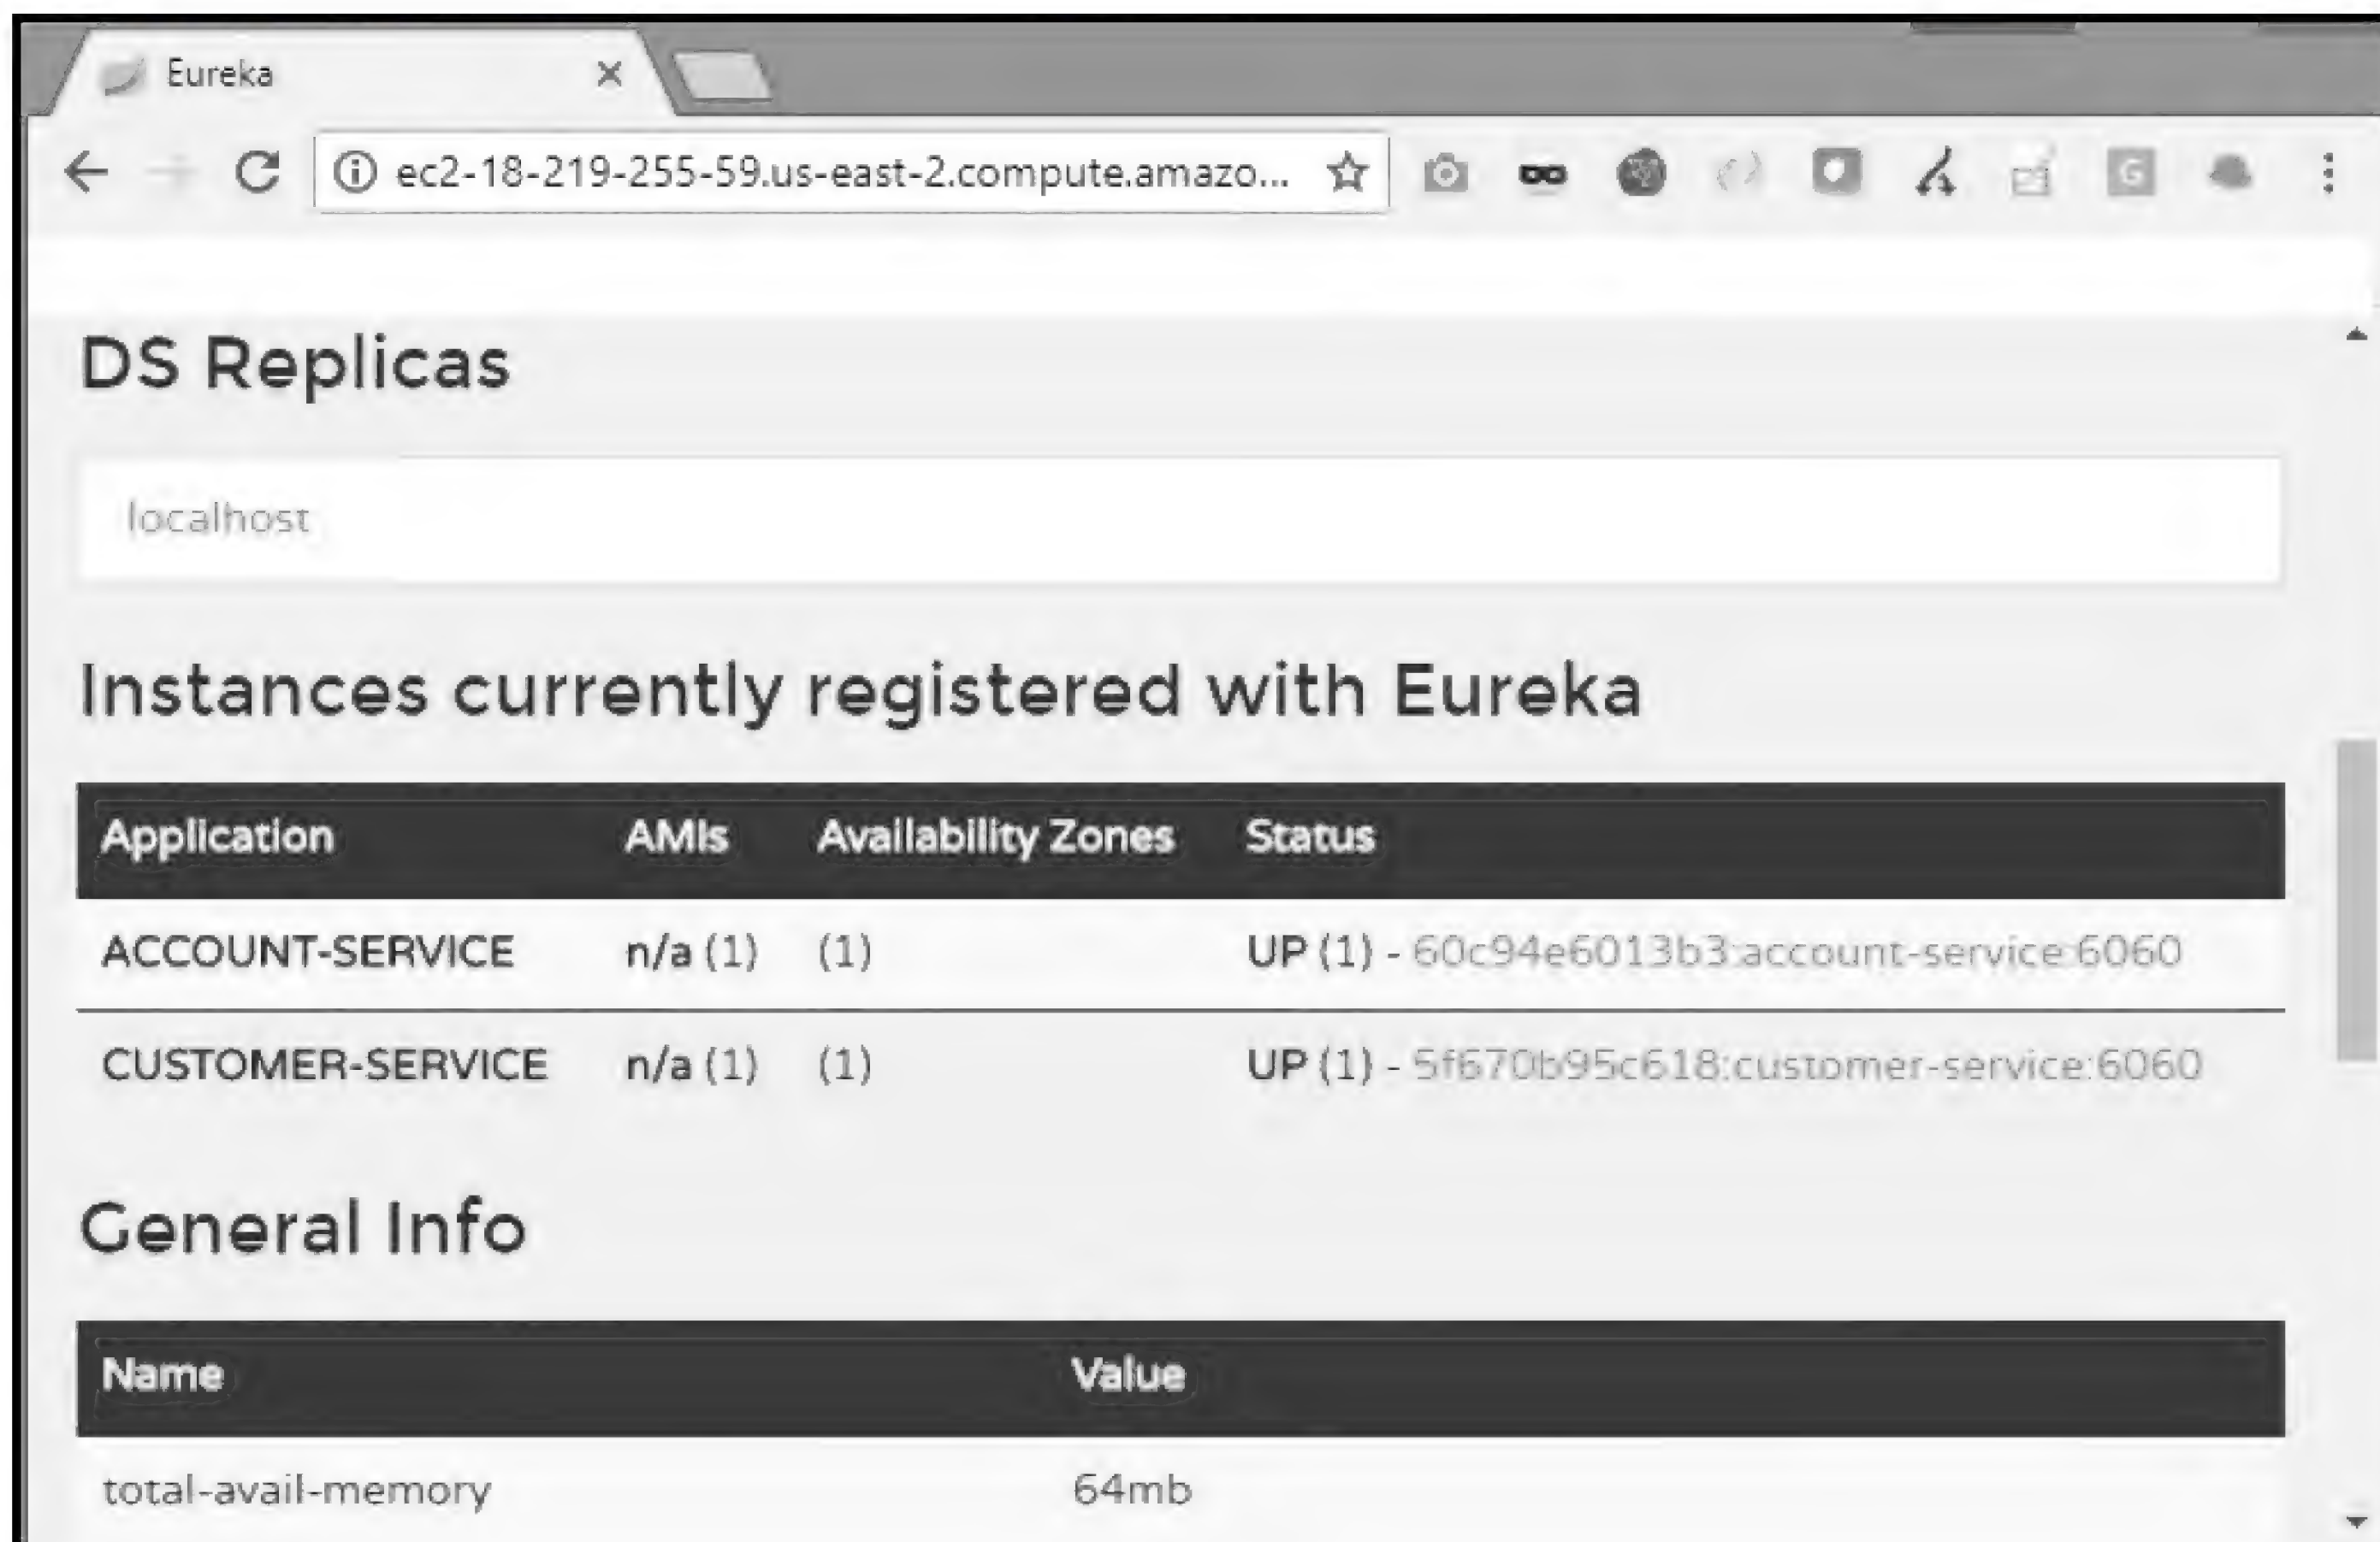 Eureka
ec2-18-219-255-59.us-east-2.compute.amazo...
DS Replicas
localhost
Instances currently registered with Eureka
Application AMIs Availability Zones Status
ACCOUNT-SERVICE n/a (1) (1) UP (1) - 60c94e6013b3:account-service:6060
CUSTOMER-SERVICE n/a (1) (1) UP (1) - 5f670b95c618:customer-service:6060
General Info
Name Value
total-avail-memory 64mb